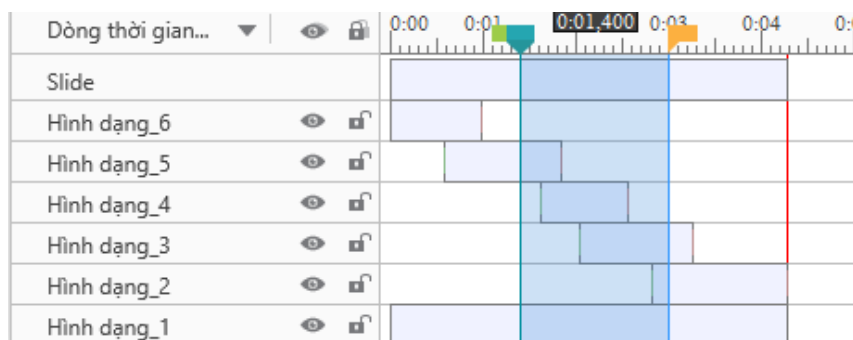 Dòng thời gian... 0:00 0:01 0:01,400 0:03 0:04
Slide
Hình dạng_6
Hình dạng_5
Hình dạng_4
Hình dạng_3
Hình dạng_2
Hình dạng_1